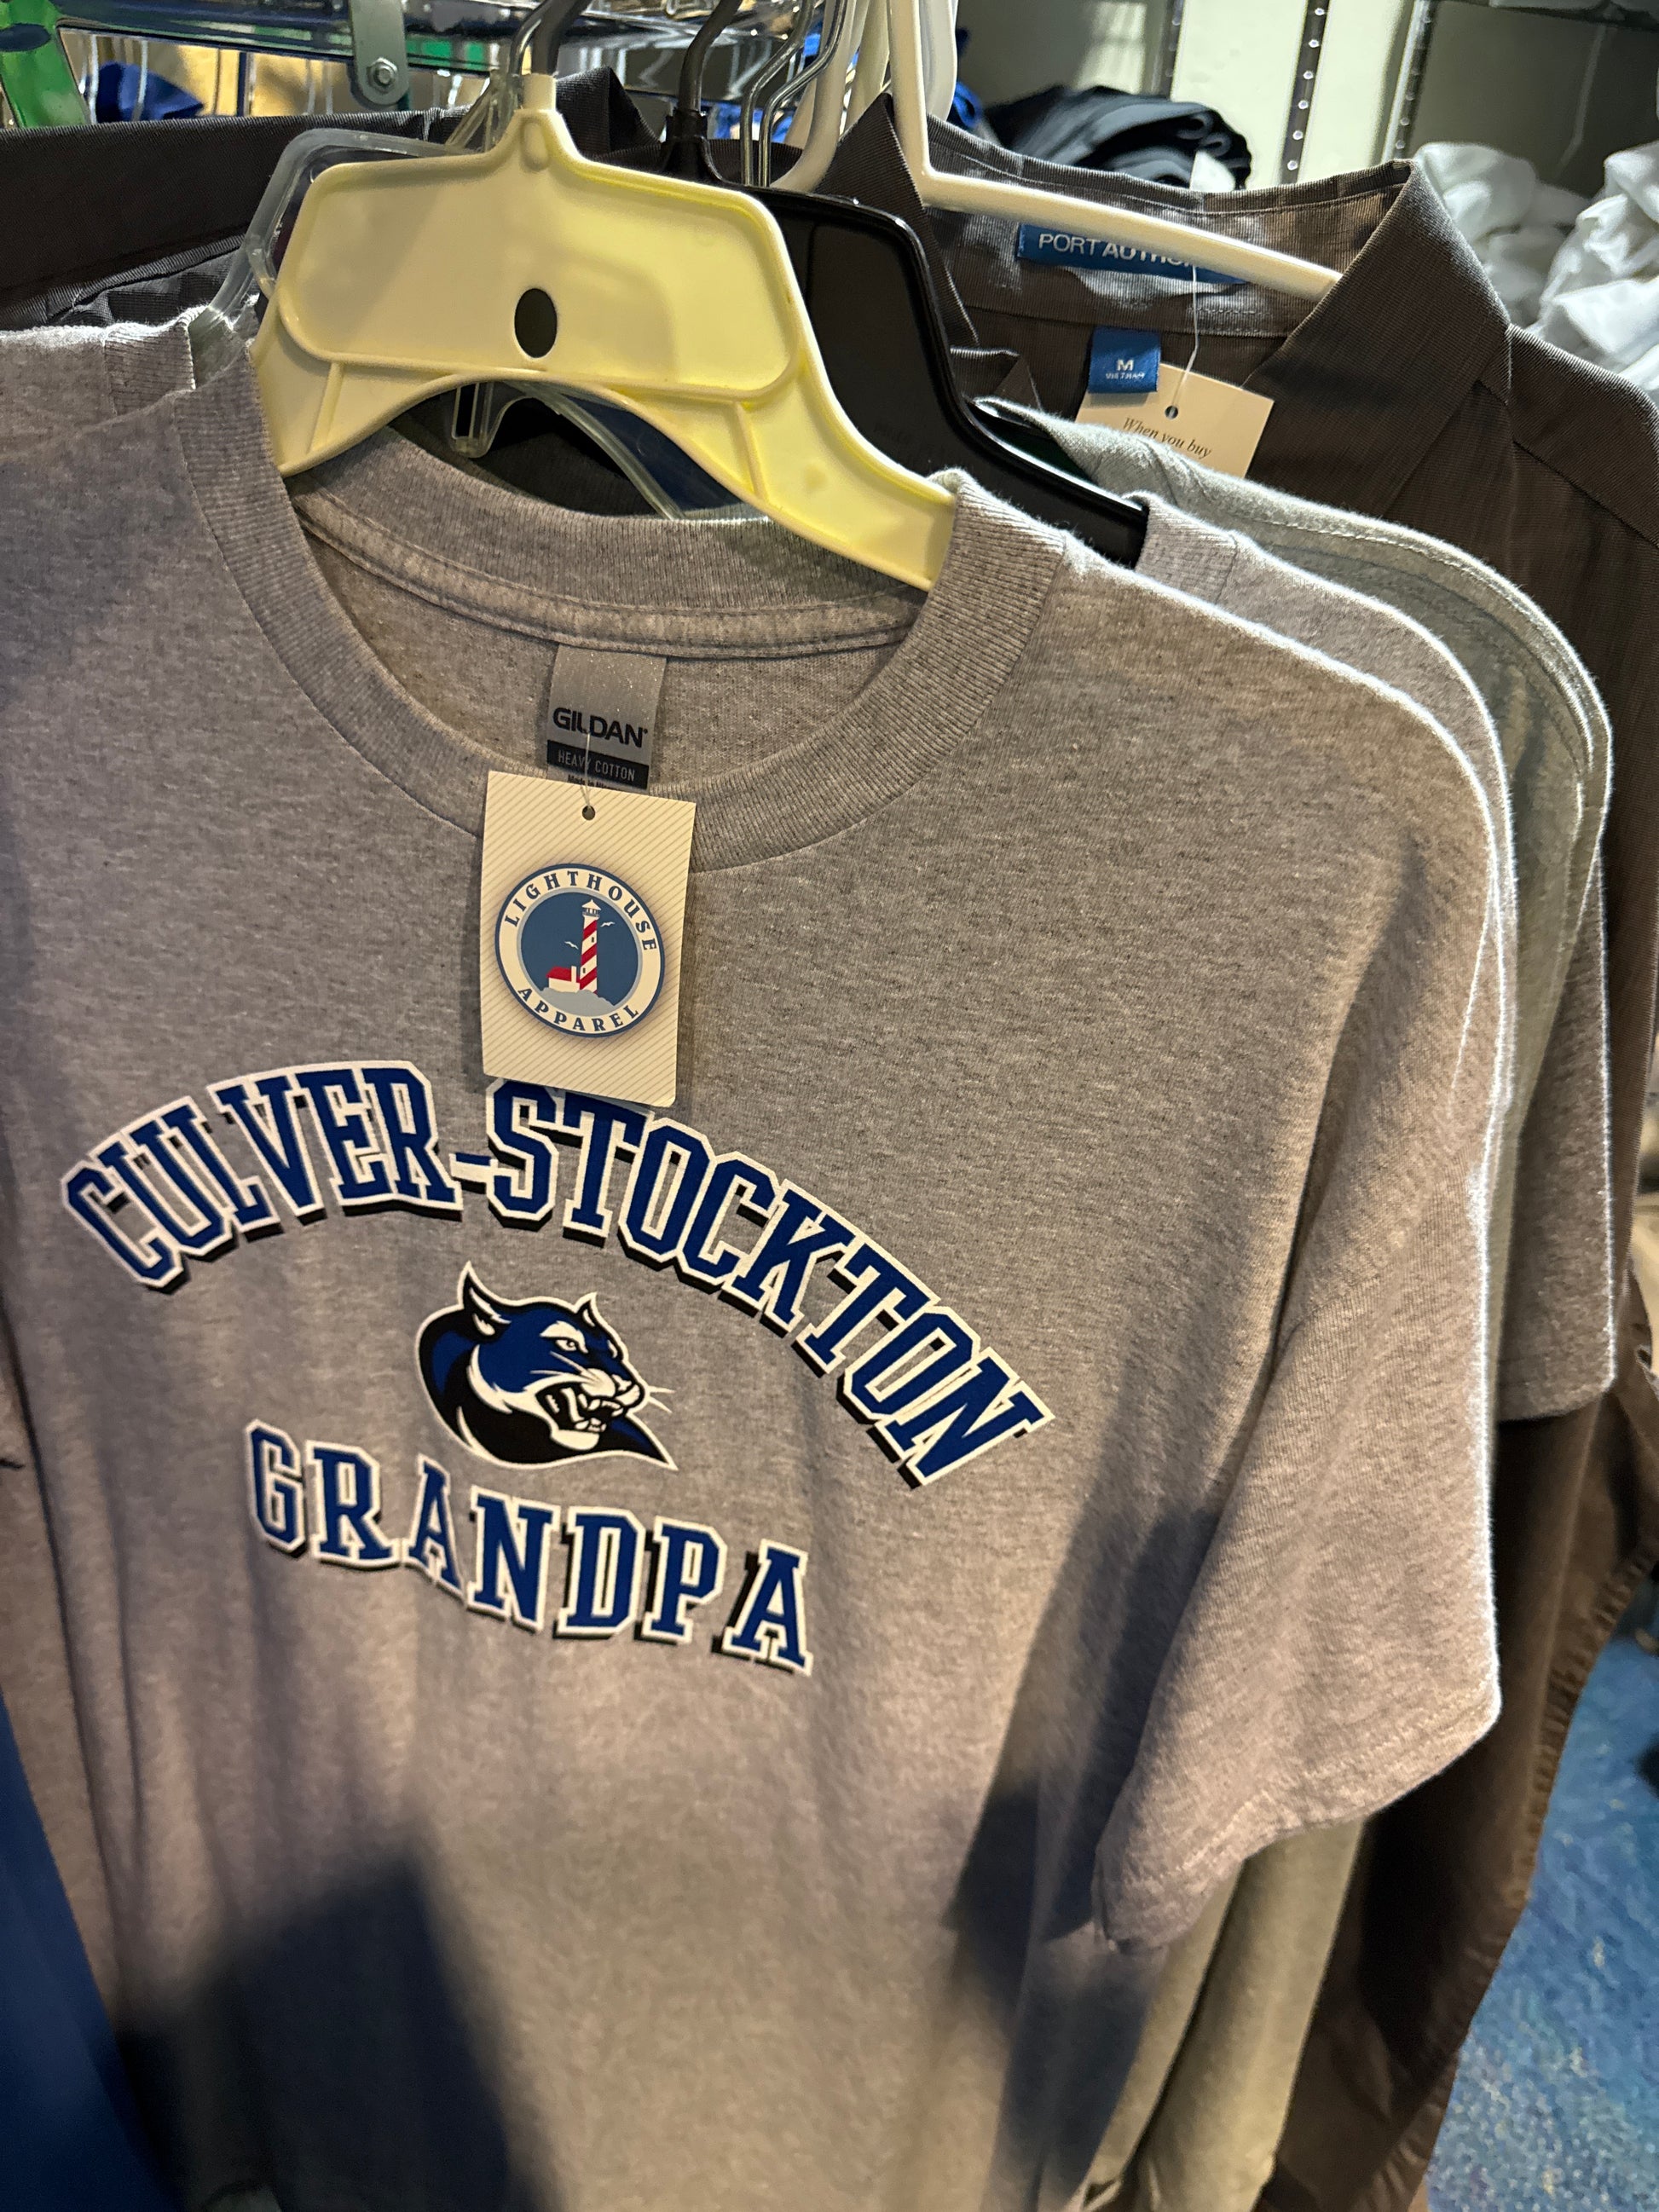 PORT AUTHO
M
When you buy
GILDAN
HEAVY COTTON
LIGHTHOUSE
APPAREL
CULVER-STOCKTON
GRANDPA